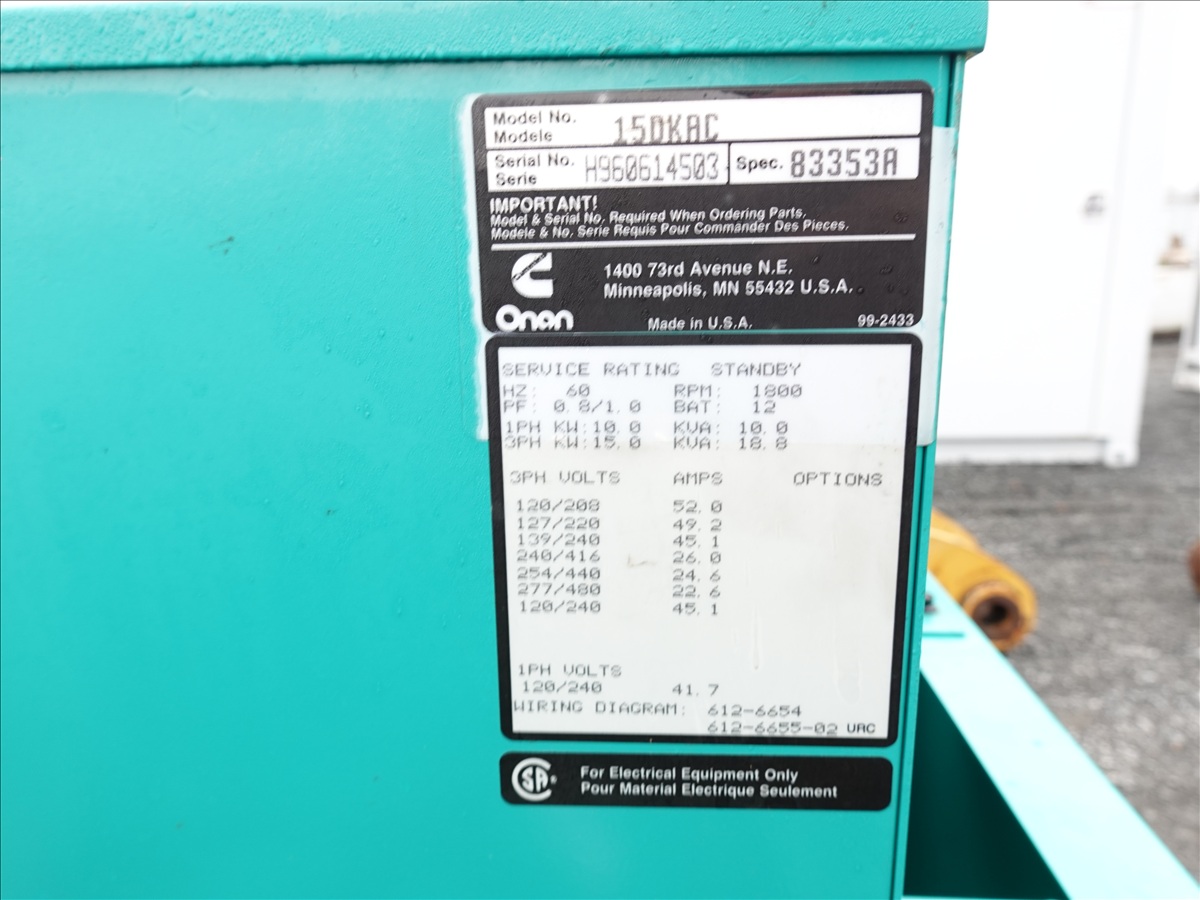 Model No.
Modele 15DKAC
Serial No.
Serie H960614503 Spec. 83353A
IMPORTANT!
Model & Serial No. Required When Ordering Parts.
Modele & No. Serie Requis Pour Commander Des Pieces.
1400 73rd Avenue N.E.
Minneapolis, MN 55432 U.S.A.
Onan Made in U.S.A. 99-2433
SERVICE RATING STANDBY
HZ: 60 RPM: 1800
PF: 0.8/1.0 BAT: 12
1PH KW:10.0 KVA: 10.0
3PH KW:15.0 KVA: 18.8
3PH VOLTS AMPS OPTIONS
120/208 52.0
127/220 49.2
139/240 45.1
240/416 26.0
254/440 24.6
277/480 22.6
120/240 45.1
1PH VOLTS
120/240 41.7
WIRING DIAGRAM: 612-6654
612-6655-02 VAC
CSA
For Electrical Equipment Only
Pour Material Electrique Seulement